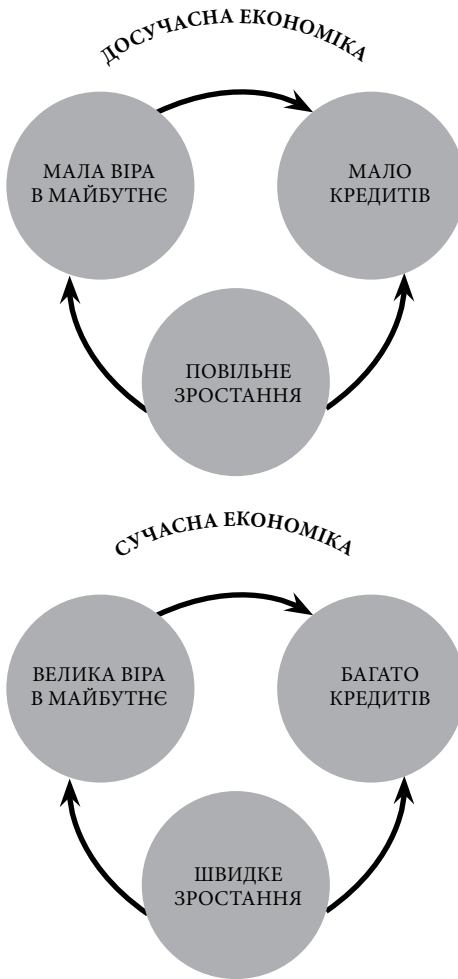 ДОСУЧАСНА ЕКОНОМІКА
МАЛА ВІРА
В МАЙБУТНЄ
МАЛО
КРЕДИТІВ
ПОВІЛЬНЕ
ЗРОСТАННЯ
СУЧАСНА ЕКОНОМІКА
ВЕЛИКА ВІРА
В МАЙБУТНЄ
БАГАТО
КРЕДИТІВ
ШВИДКЕ
ЗРОСТАННЯ